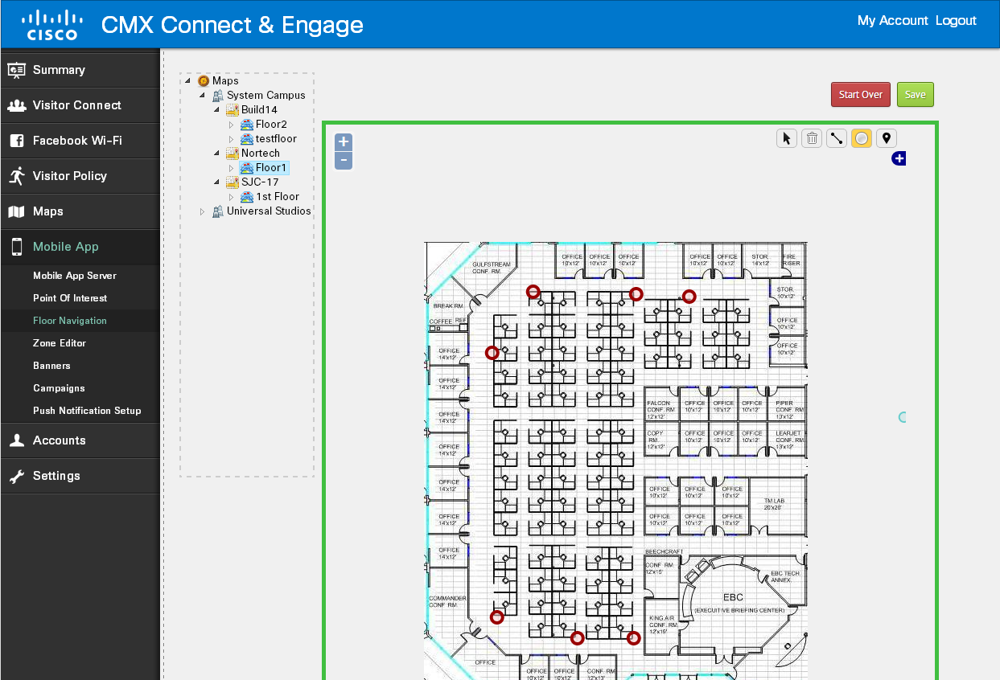 CISCO
CMX Connect & Engage
My Account Logout
Summary
Visitor Connect
Facebook Wi-Fi
Visitor Policy
Maps
Mobile App
Mobile App Server
Point Of Interest
Floor Navigation
Zone Editor
Banners
Campaigns
Push Notification Setup
Accounts
Settings
Maps
System Campus
Build14
Floor2
testfloor
Nortech
Floor1
SJC-17
1st Floor
Universal Studios
Start Over
Save
+
-
GULFSTREAM
CONF. RM.
OFFICE
10'x12'
OFFICE
10'x12'
OFFICE
10'x12'
OFFICE
10'x12'
OFFICE
10'x12'
STOR.
14'x12'
FIRE
RISER
STOR.
10'x12'
OFFICE
10'x12'
OFFICE
10'x12'
BREAK RM.
COFFEE
REF
OFFICE
14'x12'
OFFICE
14'x12'
OFFICE
14'x12'
OFFICE
14'x12'
OFFICE
14'x12'
OFFICE
14'x12'
OFFICE
14'x12'
COMMANDER
CONF RM.
FALCON
CONF. RM
12'x12'
OFFICE
10'x12'
OFFICE
10'x12'
OFFICE
10'x12'
PIPER
CONF. RM
13'x12'
COPY
RM.
12'x12'
OFFICE
10'x12'
OFFICE
10'x12'
OFFICE
10'x12'
LEARJET
CONF. RM.
13'x12'
OFFICE
10'x12'
OFFICE
10'x12'
OFFICE
10'x12'
TM LAB
20'x20'
OFFICE
10'x12'
OFFICE
10'x12'
OFFICE
10'x12'
BEECHCRAFT
CONF RM.
12'x15'
EBC TECH.
ANNEX.
EBC
(EXECUTIVE BRIEFING CENTER)
KING AIR
CONF. RM.
12'x19'
OFFICE
OFFICE
10'x12'
OFFICE
10'x12'
CONF. RM
12'x13'